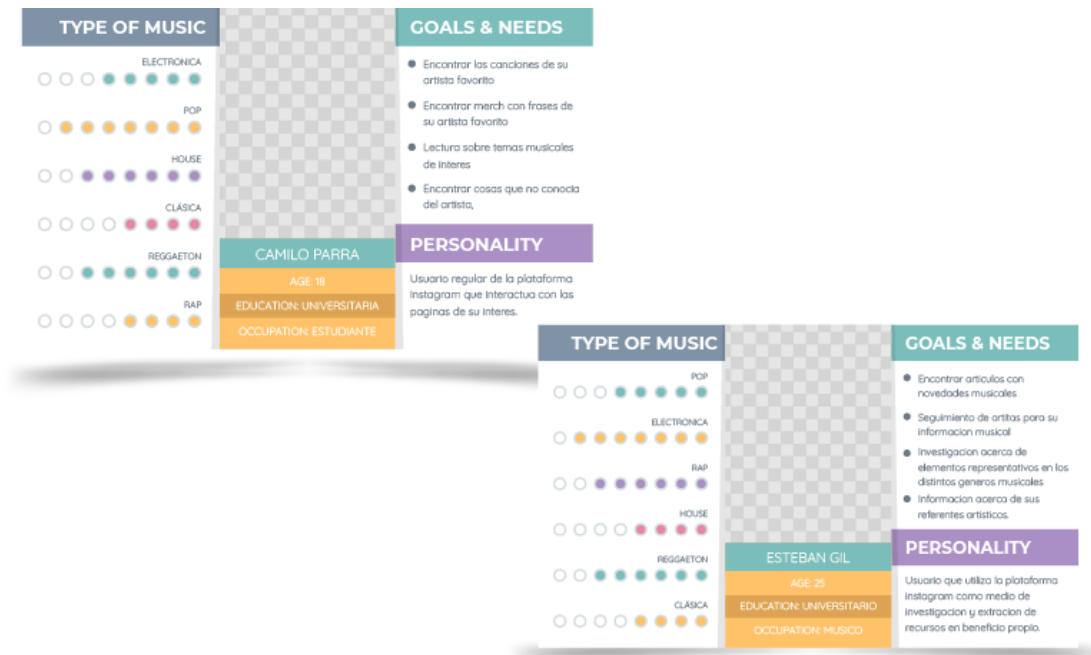 TYPE OF MUSIC
ELECTRONICA
POP
HOUSE
CLÁSICA
REGGAETON
RAP
CAMILO PARRA
AGE: 18
EDUCATION: UNIVERSITARIA
OCCUPATION: ESTUDIANTE
GOALS & NEEDS
Encontrar las canciones de su
artista favorito
Encontrar merch con frases de
su artista favorito
Lectura sobre temas musicales
de interes
Encontrar cosas que no conocia
del artista,
PERSONALITY
Usuario regular de la plataforma
instagram que interactua con las
paginas de su interes.
TYPE OF MUSIC
POP
ELECTRONICA
RAP
HOUSE
REGGAETON
CLÁSICA
ESTEBAN GIL
AGE: 25
EDUCATION: UNIVERSITARIO
OCCUPATION: MUSICO
GOALS & NEEDS
Encontrar articulos con
novedades musicales
Seguimiento de artitas para su
informacion musical
Investigacion acerca de
elementos representativos en los
distintos generos musicales
Informacion acerca de sus
referentes artisticos.
PERSONALITY
Usuario que utiliza la plataforma
instagram como medio de
investigacion y extracion de
recursos en beneficio propio.